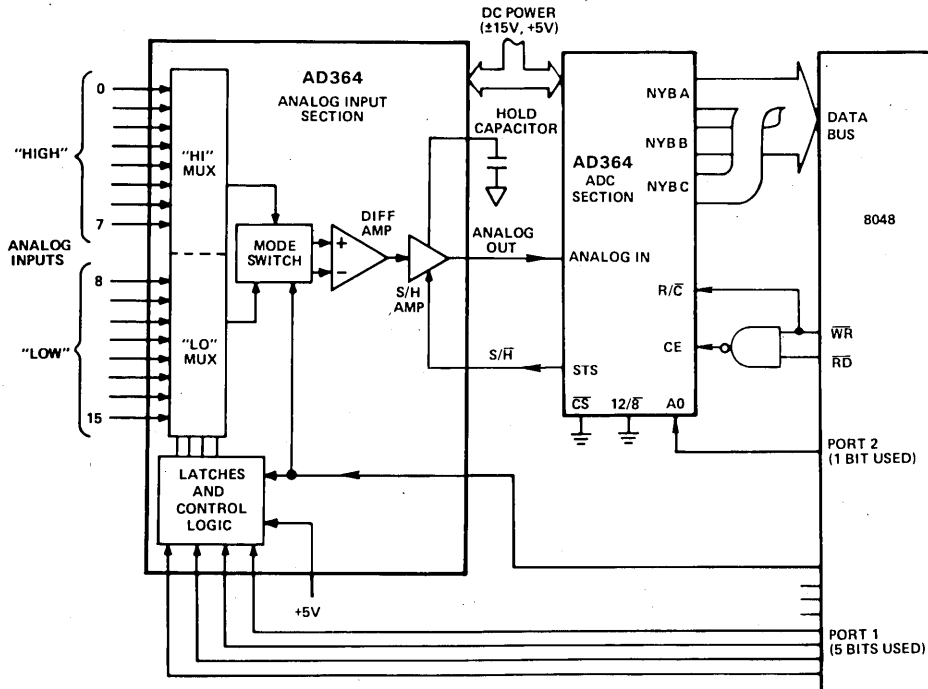 DC POWER
(±15V, +5V)
AD364
ANALOG INPUT
SECTION
"HIGH"
0
7
"HI"
MUX
ANALOG
INPUTS
"LOW"
8
15
"LO"
MUX
MODE
SWITCH
DIFF
AMP
+
−
S/H
AMP
HOLD
CAPACITOR
ANALOG
OUT
S/H̅
LATCHES
AND
CONTROL
LOGIC
+5V
AD364
ADC
SECTION
NYB A
NYB B
NYB C
ANALOG IN
R/C̅
CE
STS
C̅S̅
12/8̅
A0
DATA
BUS
8048
W̅R̅
R̅D̅
PORT 2
(1 BIT USED)
PORT 1
(5 BITS USED)